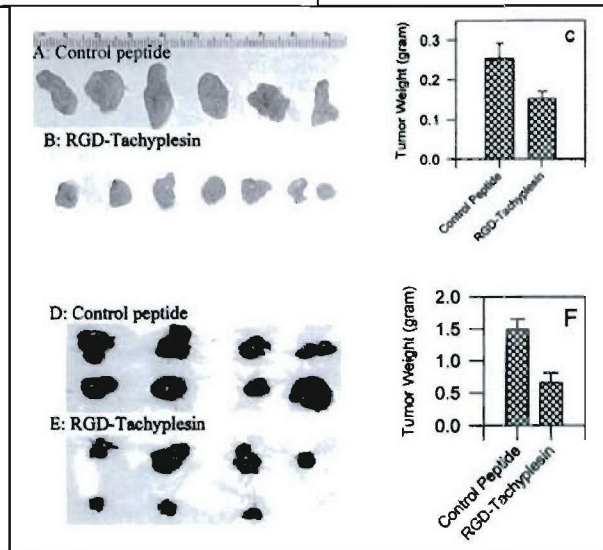 A: Control peptide
B: RGD-Tachyplesin
C
Tumor Weight (gram)
0.3
0.2
0.1
0.0
Control Peptide
RGD-Tachyplesin
D: Control peptide
E: RGD-Tachyplesin
F
Tumor Weight (gram)
2.0
1.5
1.0
0.5
0.0
Control Peptide
RGD-Tachyplesin